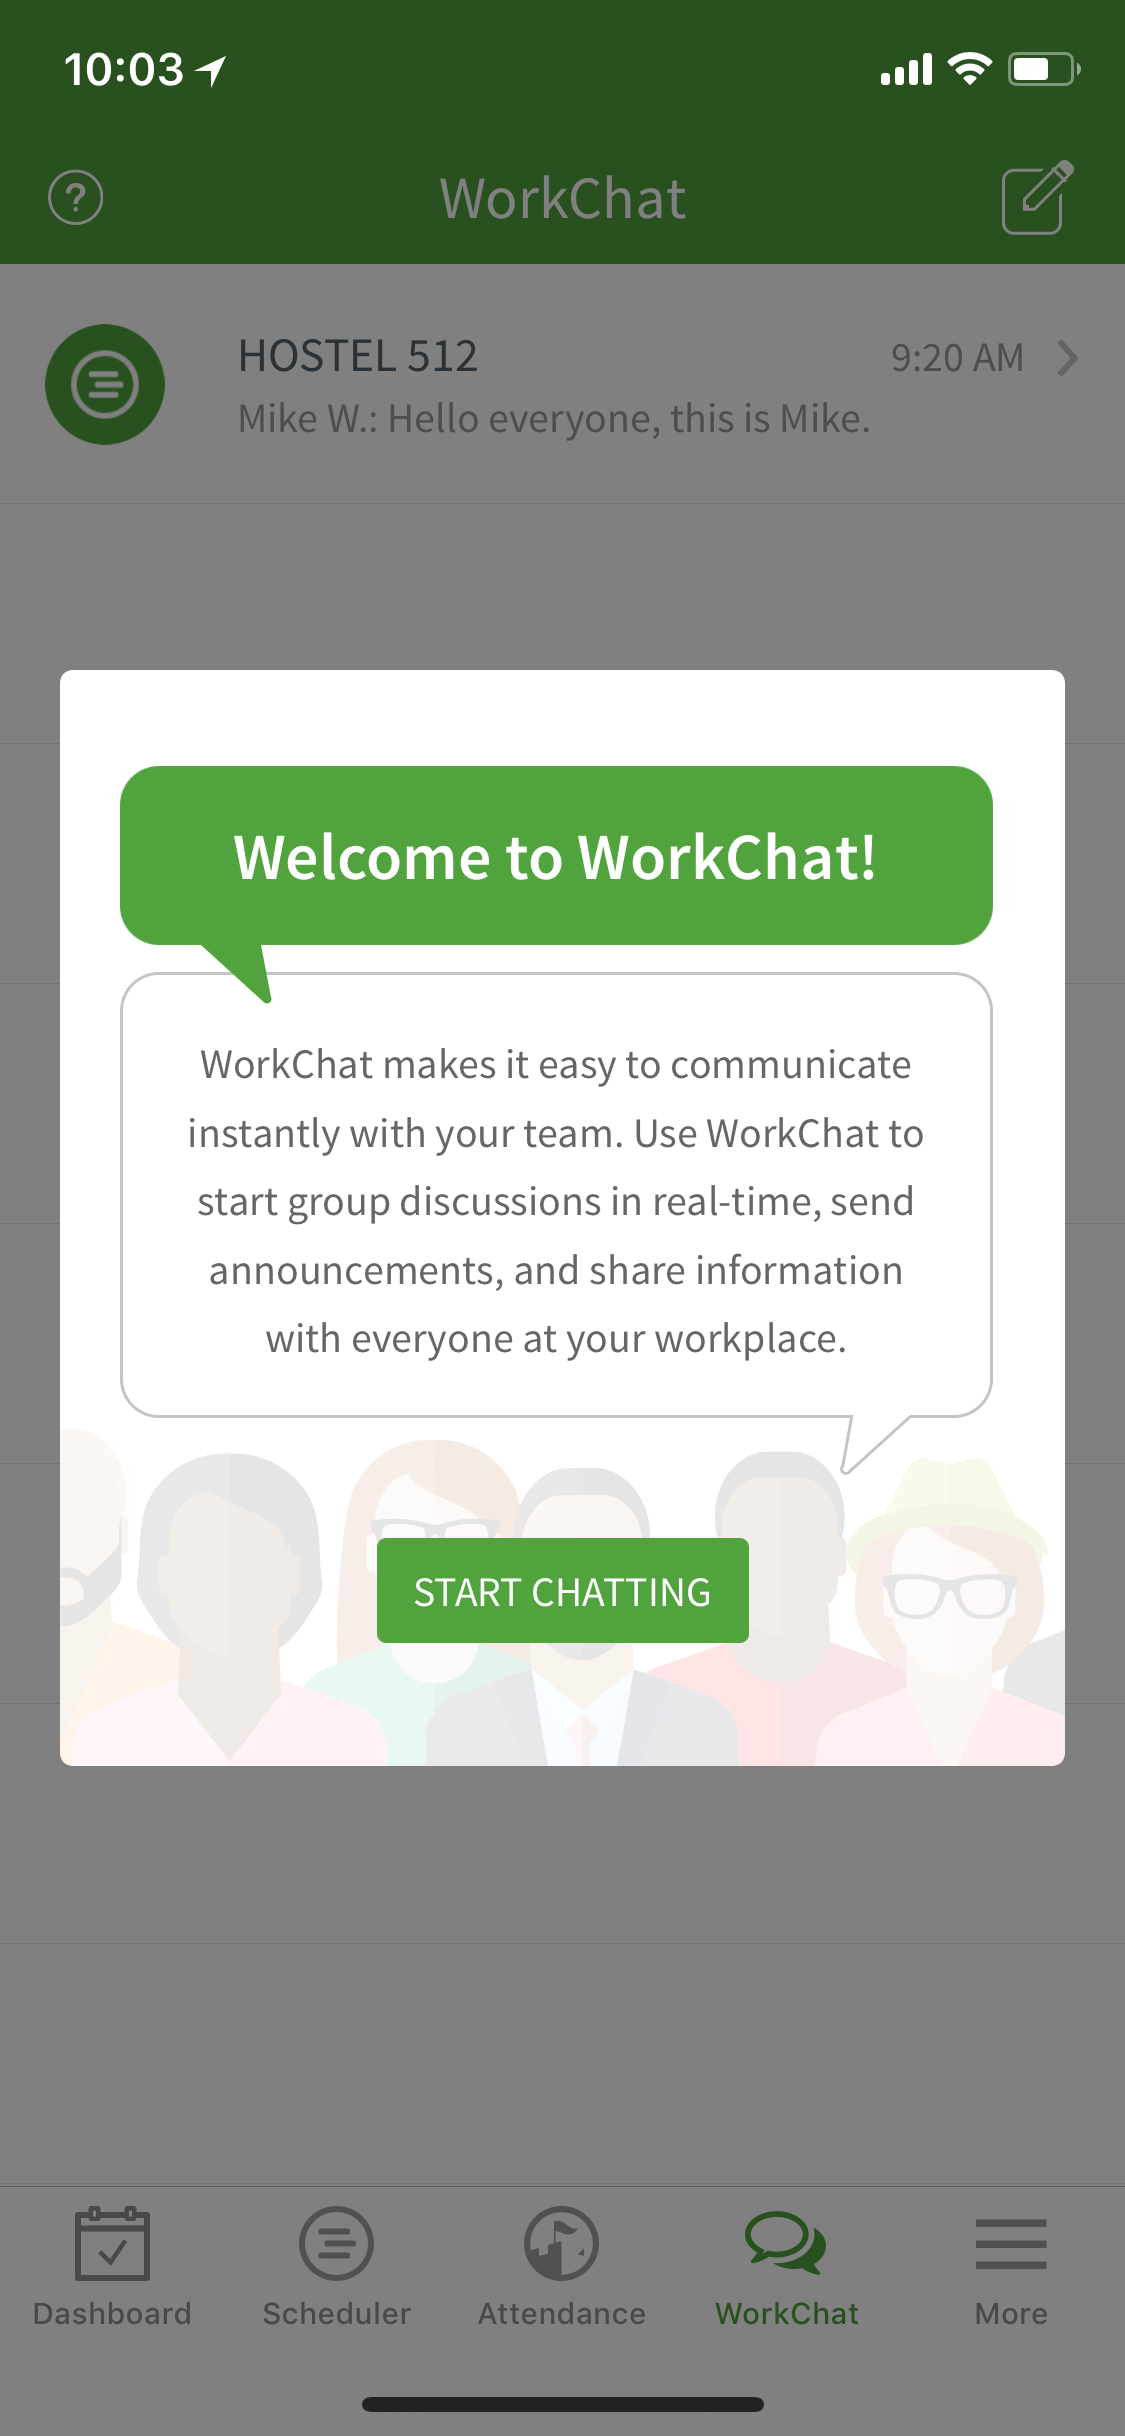 10:03
?
WorkChat
HOSTEL 512
9:20 AM
Mike W.: Hello everyone, this is Mike.
Welcome to WorkChat!
WorkChat makes it easy to communicate
instantly with your team. Use WorkChat to
start group discussions in real-time, send
announcements, and share information
with everyone at your workplace.
START CHATTING
Dashboard
Scheduler
Attendance
WorkChat
More